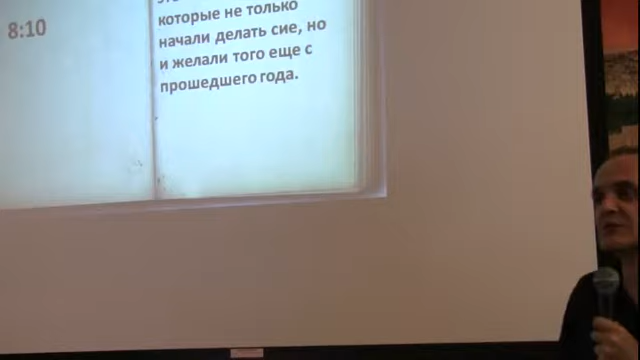 8:10
которые не только
начали делать сие, но
и желали того еще с
прошедшего года.